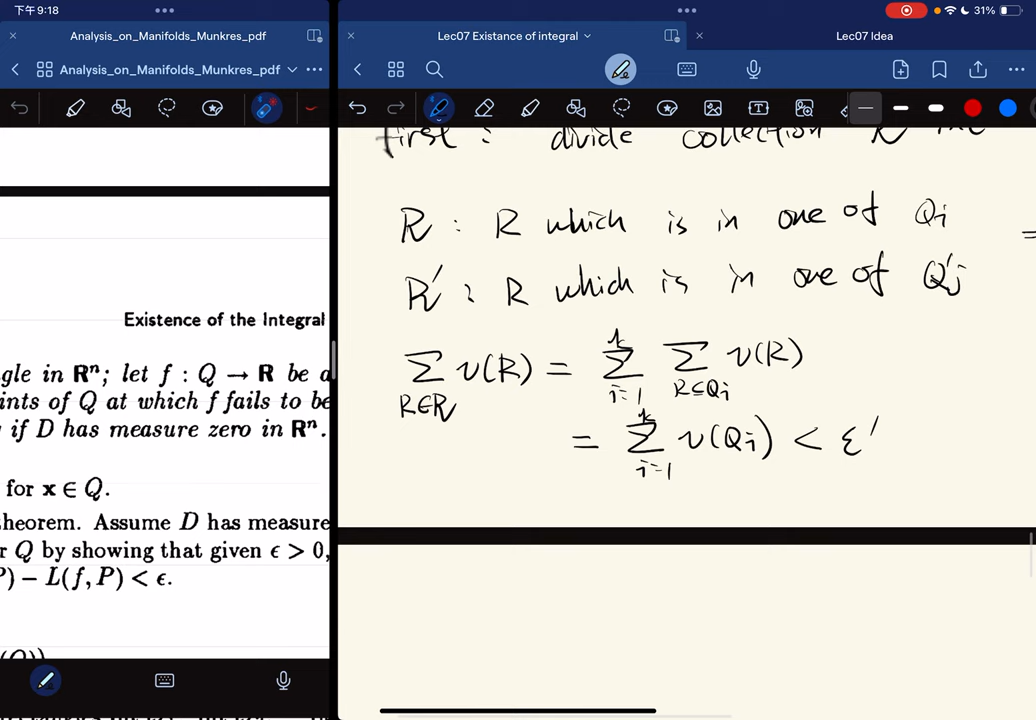 下午9:18
31%
Analysis_on_Manifolds_Munkres_pdf
Analysis_on_Manifolds_Munkres_pdf
Existence of the Integral
gle in Rⁿ; let f : Q → R be a
ints of Q at which f fails to be
if D has measure zero in Rⁿ.
for x ∈ Q.
heorem. Assume D has measure
r Q by showing that given ϵ > 0,
P) − L(f, P) < ϵ.
Lec07 Existance of integral
Lec07 Idea
first : divide collection R
R : R which is in one of Qi
R' : R which is in one of Q'j
∑_{R∈R} v(R) = ∑_{i=1}^{k} ∑_{R⊆Qi} v(R)
= ∑_{i=1}^{k} v(Qi) < ε'